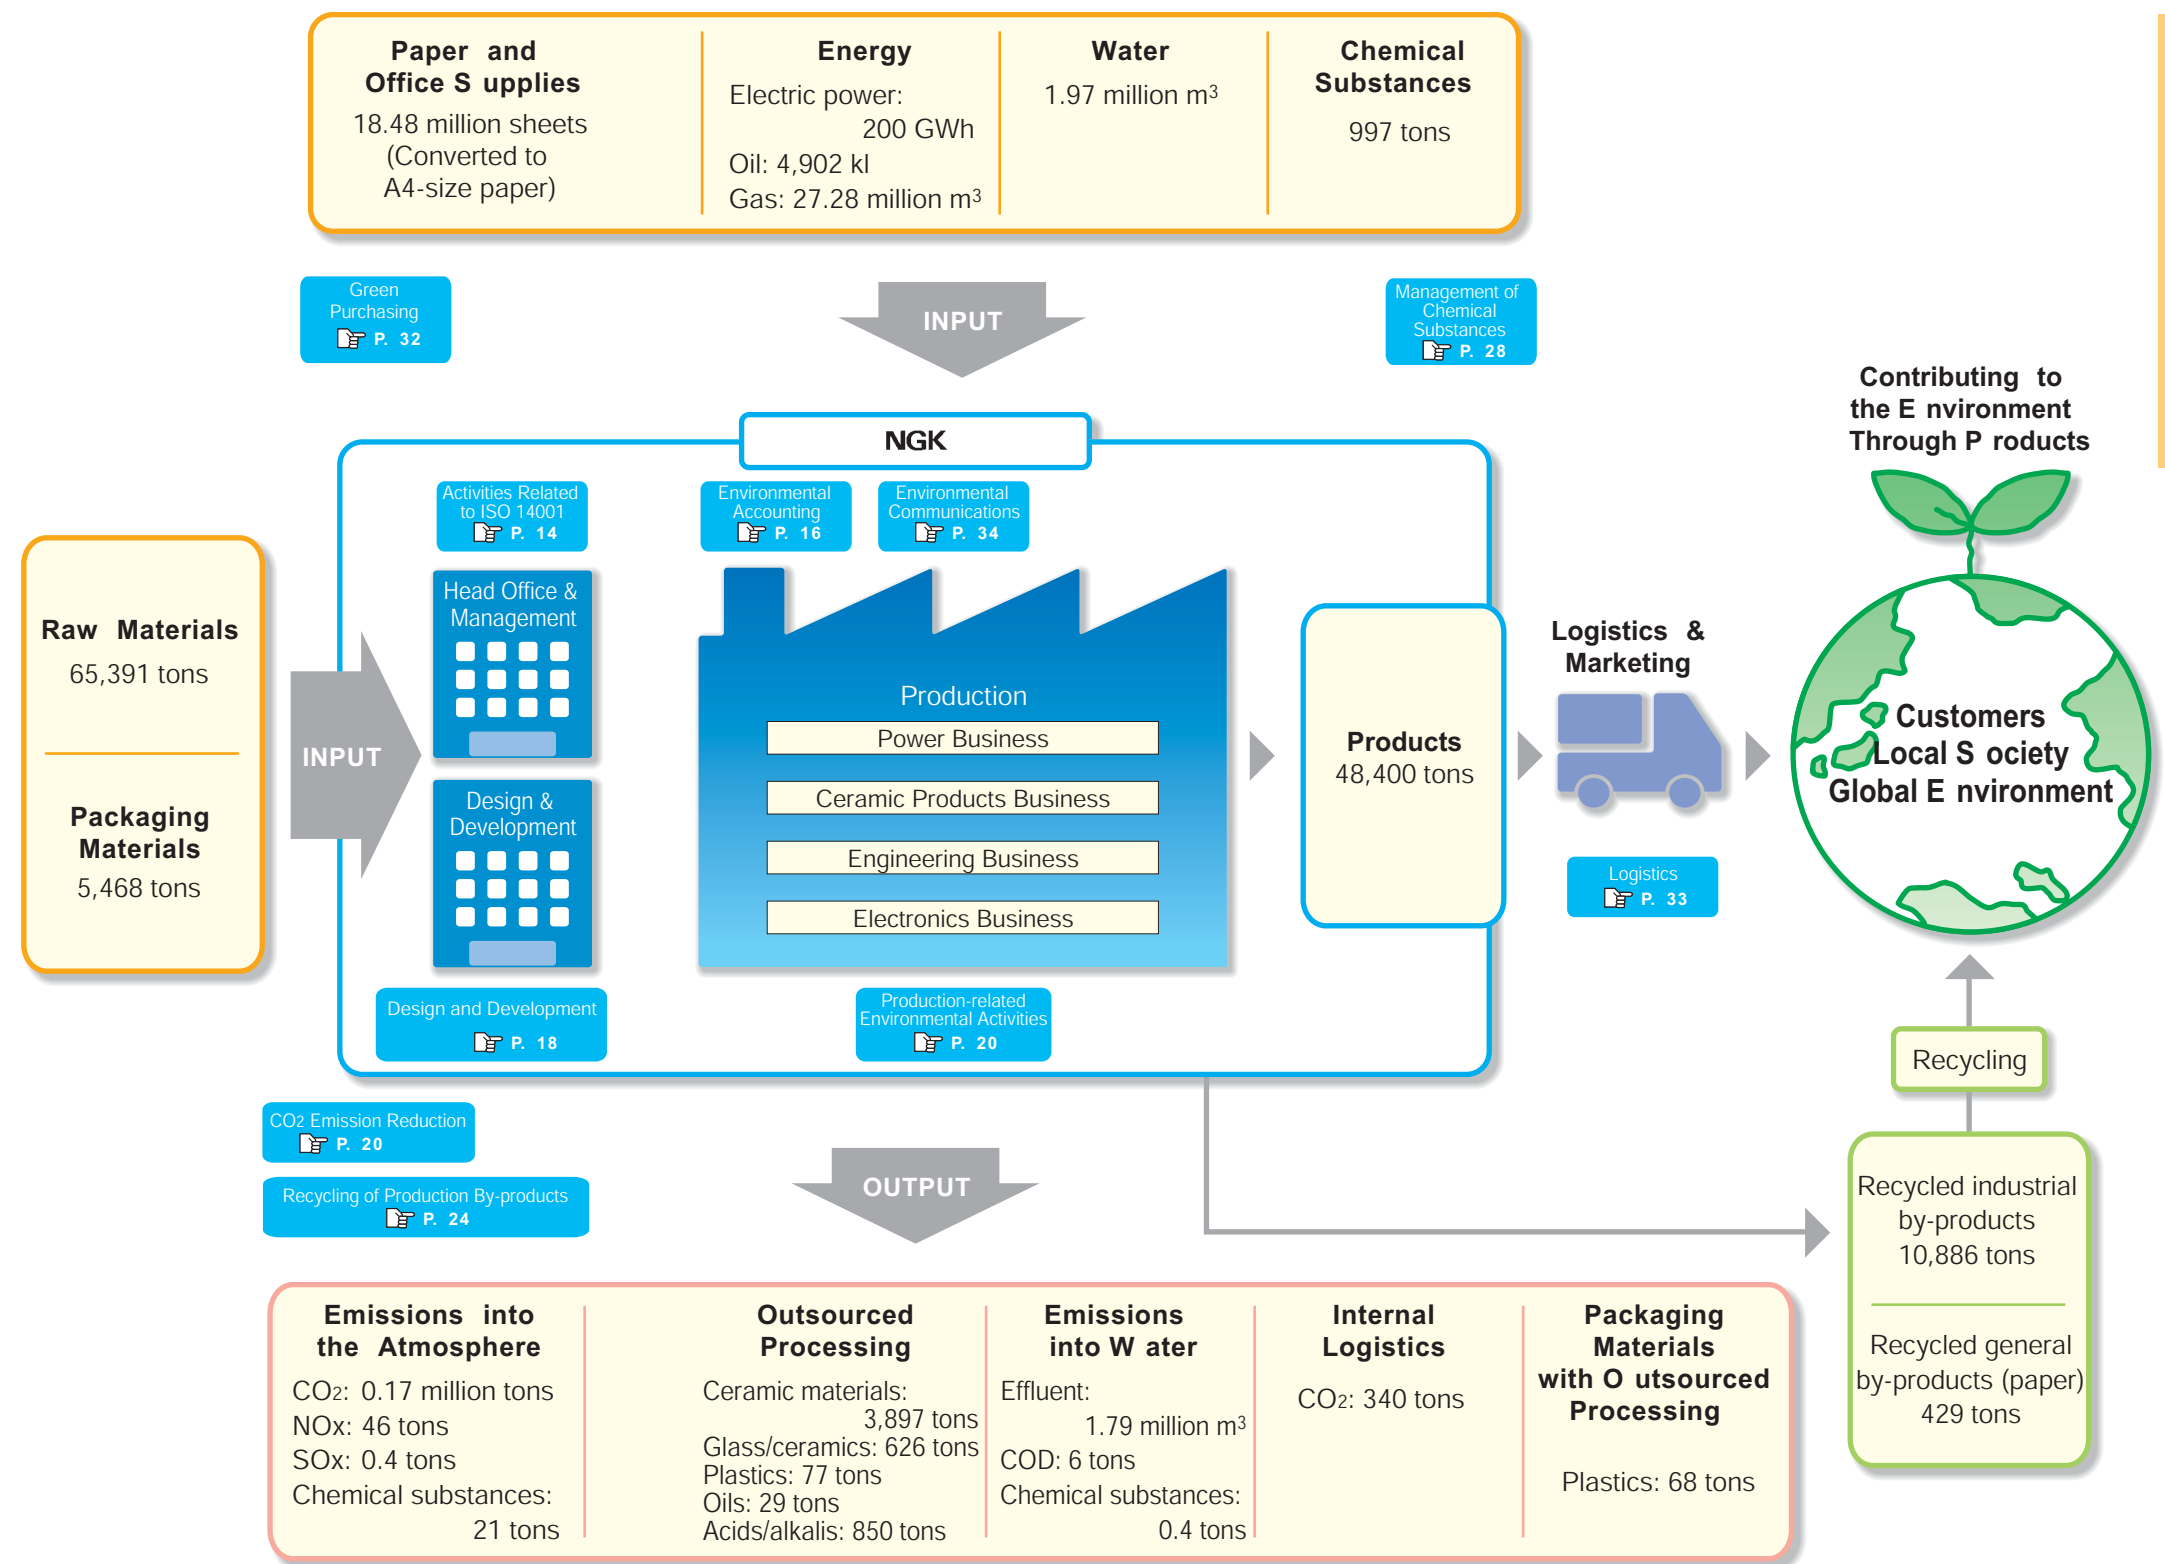 Paper and
Office S upplies
18.48 million sheets
(Converted to
A4-size paper)
Energy
Electric power:
200 GWh
Oil: 4,902 kl
Gas: 27.28 million m3
Water
1.97 million m3
Chemical
Substances
997 tons
Green
Purchasing
P. 32
INPUT
Management of
Chemical
Substances
P. 28
Contributing to
the E nvironment
Through P roducts
NGK
Activities Related
to ISO 14001
P. 14
Environmental
Accounting
P. 16
Environmental
Communications
P. 34
Raw Materials
65,391 tons
Packaging
Materials
5,468 tons
INPUT
Head Office &
Management
Design &
Development
Production
Power Business
Ceramic Products Business
Engineering Business
Electronics Business
Products
48,400 tons
Logistics &
Marketing
Logistics
P. 33
Customers
Local S ociety
Global E nvironment
Design and Development
P. 18
Production-related
Environmental Activities
P. 20
Recycling
CO2 Emission Reduction
P. 20
Recycling of Production By-products
P. 24
OUTPUT
Recycled industrial
by-products
10,886 tons
Recycled general
by-products (paper)
429 tons
Emissions into
the Atmosphere
CO2: 0.17 million tons
NOx: 46 tons
SOx: 0.4 tons
Chemical substances:
21 tons
Outsourced
Processing
Ceramic materials:
3,897 tons
Glass/ceramics: 626 tons
Plastics: 77 tons
Oils: 29 tons
Acids/alkalis: 850 tons
Emissions
into W ater
Effluent:
1.79 million m3
COD: 6 tons
Chemical substances:
0.4 tons
Internal
Logistics
CO2: 340 tons
Packaging
Materials
with O utsourced
Processing
Plastics: 68 tons